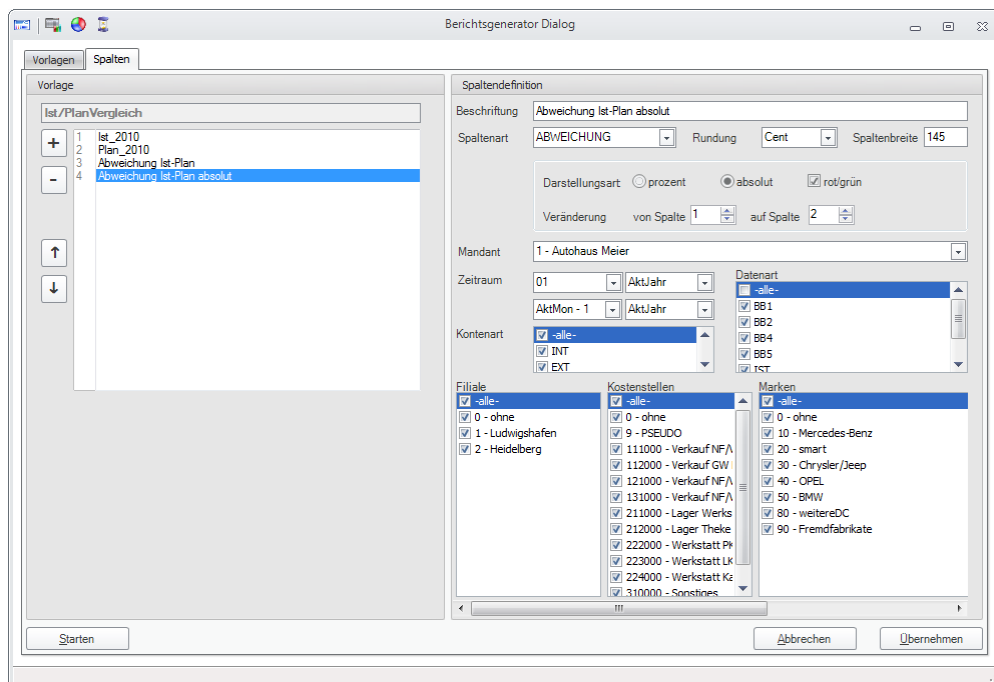 Berichtsgenerator Dialog
Vorlagen Spalten
Vorlage
Ist/PlanVergleich
1 Ist_2010
2 Plan_2010
3 Abweichung Ist-Plan
4 Abweichung Ist-Plan absolut
Spaltendefinition
Beschriftung Abweichung Ist-Plan absolut
Spaltenart ABWEICHUNG Rundung Cent Spaltenbreite 145
Darstellungsart prozent absolut rot/grün
Veränderung von Spalte 1 auf Spalte 2
Mandant 1 - Autohaus Meier
Zeitraum 01 AktJahr
AktMon - 1 AktJahr
Kontenart -alle-
INT
EXT
Datenart
-alle-
BB1
BB2
BB4
BB5
IST
Filiale
-alle-
0 - ohne
1 - Ludwigshafen
2 - Heidelberg
Kostenstellen
-alle-
0 - ohne
9 - PSEUDO
111000 - Verkauf NF/
112000 - Verkauf GW
121000 - Verkauf NF/
131000 - Verkauf NF/
211000 - Lager Werks
212000 - Lager Theke
222000 - Werkstatt PK
223000 - Werkstatt LK
224000 - Werkstatt Ka
310000 - Sonstiges
Marken
-alle-
0 - ohne
10 - Mercedes-Benz
20 - smart
30 - Chrysler/Jeep
40 - OPEL
50 - BMW
80 - weitereDC
90 - Fremdfabrikate
Starten Abbrechen Übernehmen